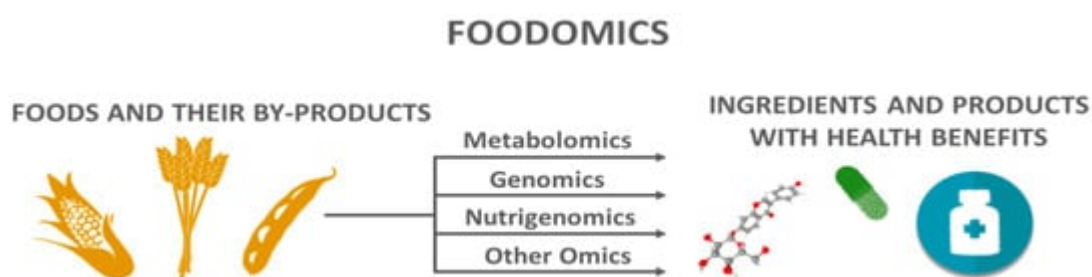 FOODOMICS
FOODS AND THEIR BY-PRODUCTS
Metabolomics
Genomics
Nutrigenomics
Other Omics
INGREDIENTS AND PRODUCTS
WITH HEALTH BENEFITS